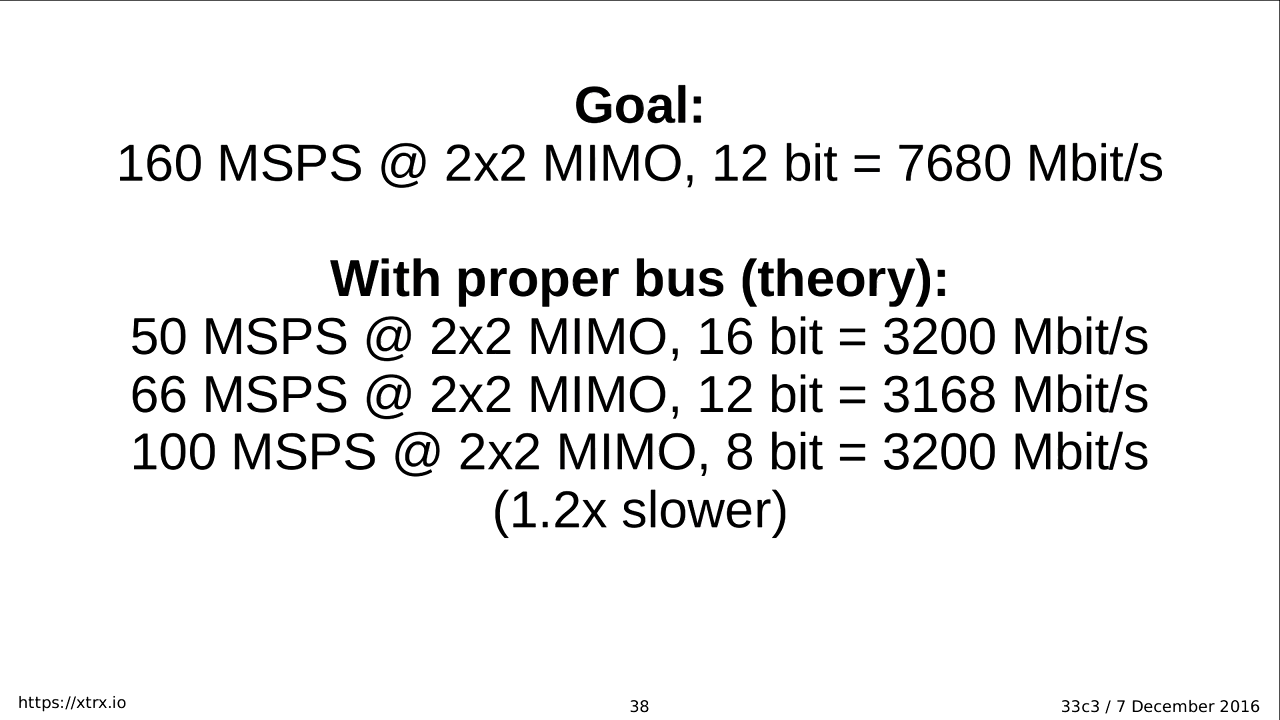 Goal:
160 MSPS @ 2x2 MIMO, 12 bit = 7680 Mbit/s
With proper bus (theory):
50 MSPS @ 2x2 MIMO, 16 bit = 3200 Mbit/s
66 MSPS @ 2x2 MIMO, 12 bit = 3168 Mbit/s
100 MSPS @ 2x2 MIMO, 8 bit = 3200 Mbit/s
(1.2x slower)
https://xtrx.io
38
33c3 / 7 December 2016